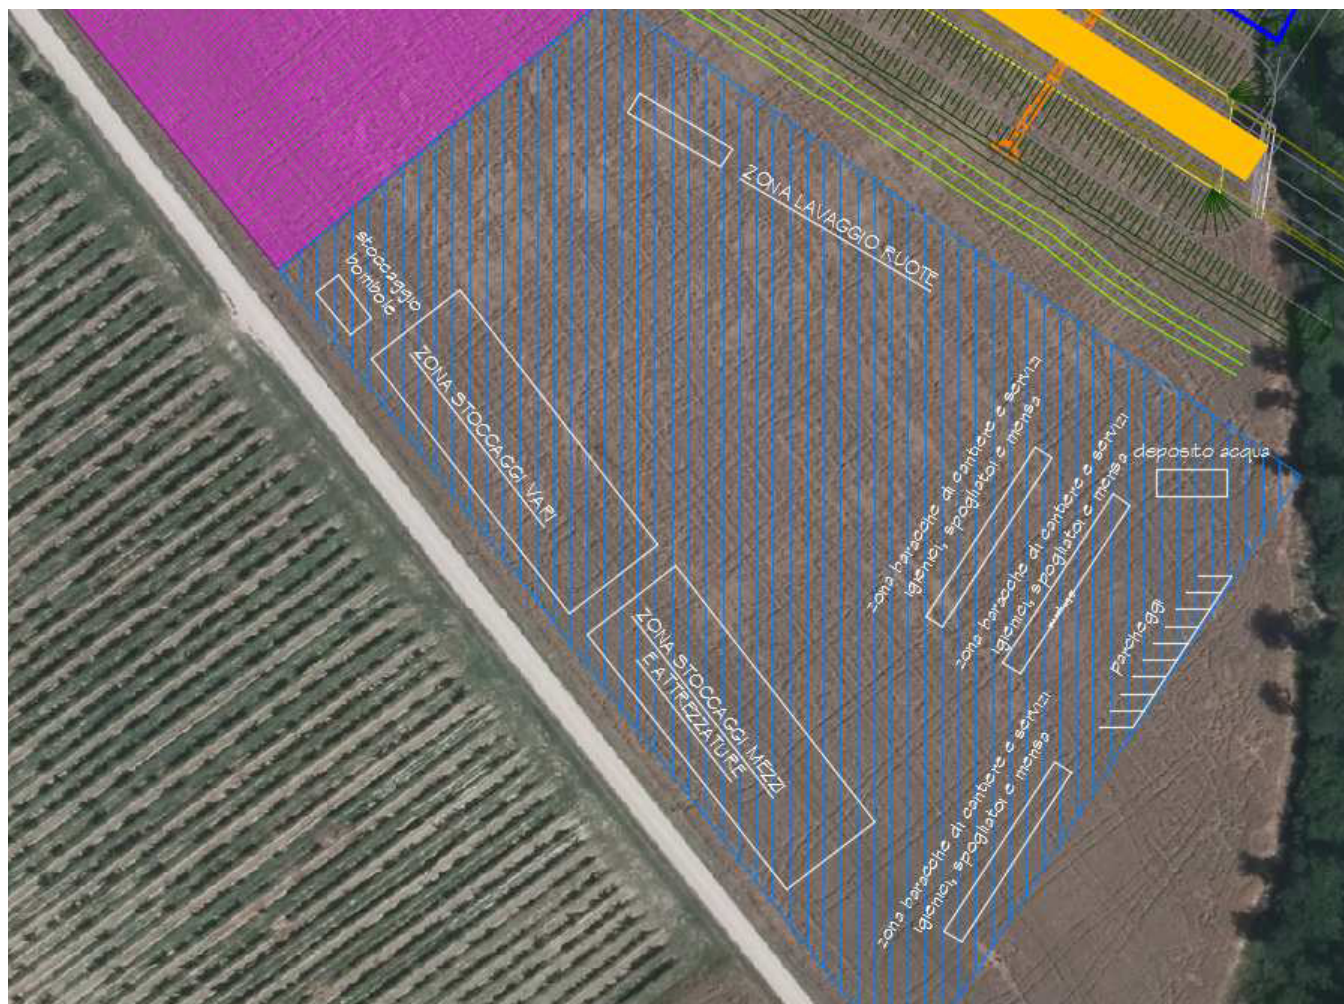 ZONA LAVAGGIO RUOTE
stoccaggio
bombole
ZONA STOCCAGGI VARI
zona baracche di cantiere e servizi
igienici, spogliatoi e mensa
zona baracche di cantiere e servizi
igienici, spogliatoi e mensa
deposito acqua
parcheggi
ZONA STOCCAGGI MEZZI
E ATTREZZATURE
zona baracche di cantiere e servizi
igienici, spogliatoi e mensa